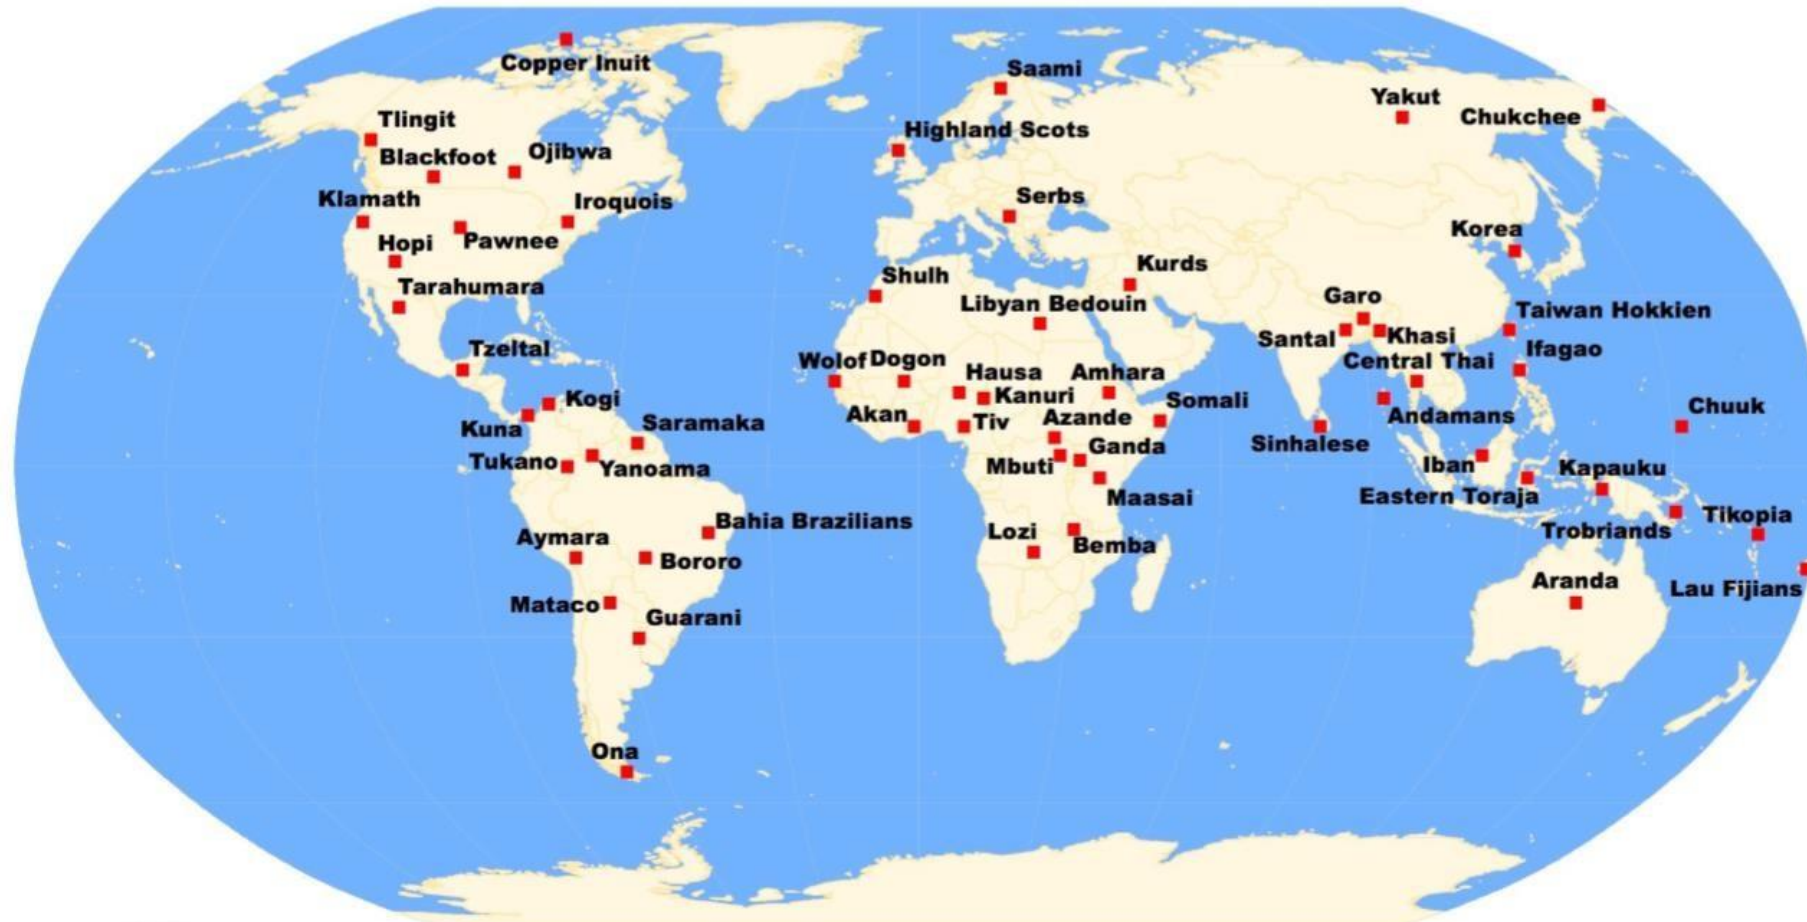 Copper Inuit
Saami
Yakut
Chukchee
Tlingit
Highland Scots
Blackfoot
Ojibwa
Klamath
Iroquois
Serbs
Korea
Hopi
Pawnee
Shulh
Kurds
Tarahumara
Libyan Bedouin
Garo
Taiwan Hokkien
Santal
Khasi
Tzeltal
Ifagao
Wolof
Dogon
Hausa
Amhara
Central Thai
Kogi
Kanuri
Somali
Andamans
Chuuk
Kuna
Saramaka
Akan
Tiv
Azande
Sinhalese
Tukano
Yanoama
Mbuti
Ganda
Iban
Kapauku
Maasai
Eastern Toraja
Bahia Brazilians
Trobriands
Tikopia
Aymara
Bororo
Lozi
Bemba
Aranda
Lau Fijians
Mataco
Guarani
Ona